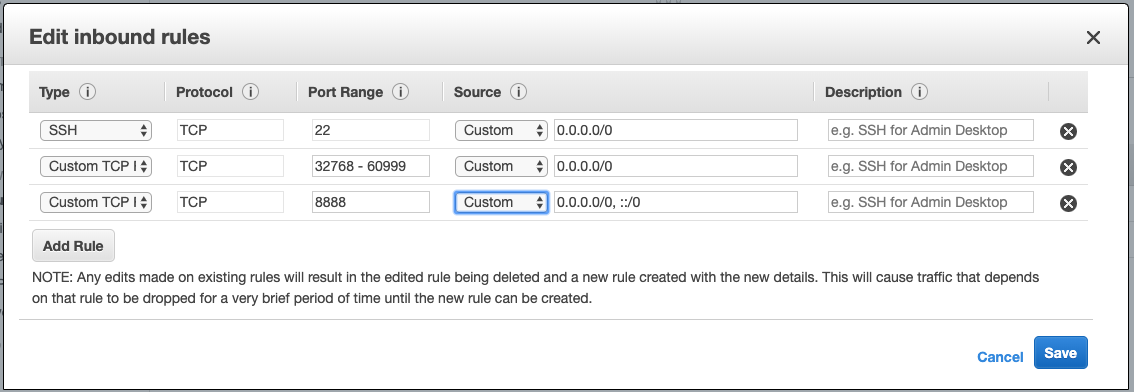 Edit inbound rules
Type Protocol Port Range Source Description
SSH TCP 22 Custom 0.0.0.0/0 e.g. SSH for Admin Desktop
Custom TCP TCP 32768 - 60999 Custom 0.0.0.0/0 e.g. SSH for Admin Desktop
Custom TCP TCP 8888 Custom 0.0.0.0/0, ::/0 e.g. SSH for Admin Desktop
Add Rule
NOTE: Any edits made on existing rules will result in the edited rule being deleted and a new rule created with the new details. This will cause traffic that depends
on that rule to be dropped for a very brief period of time until the new rule can be created.
Cancel Save